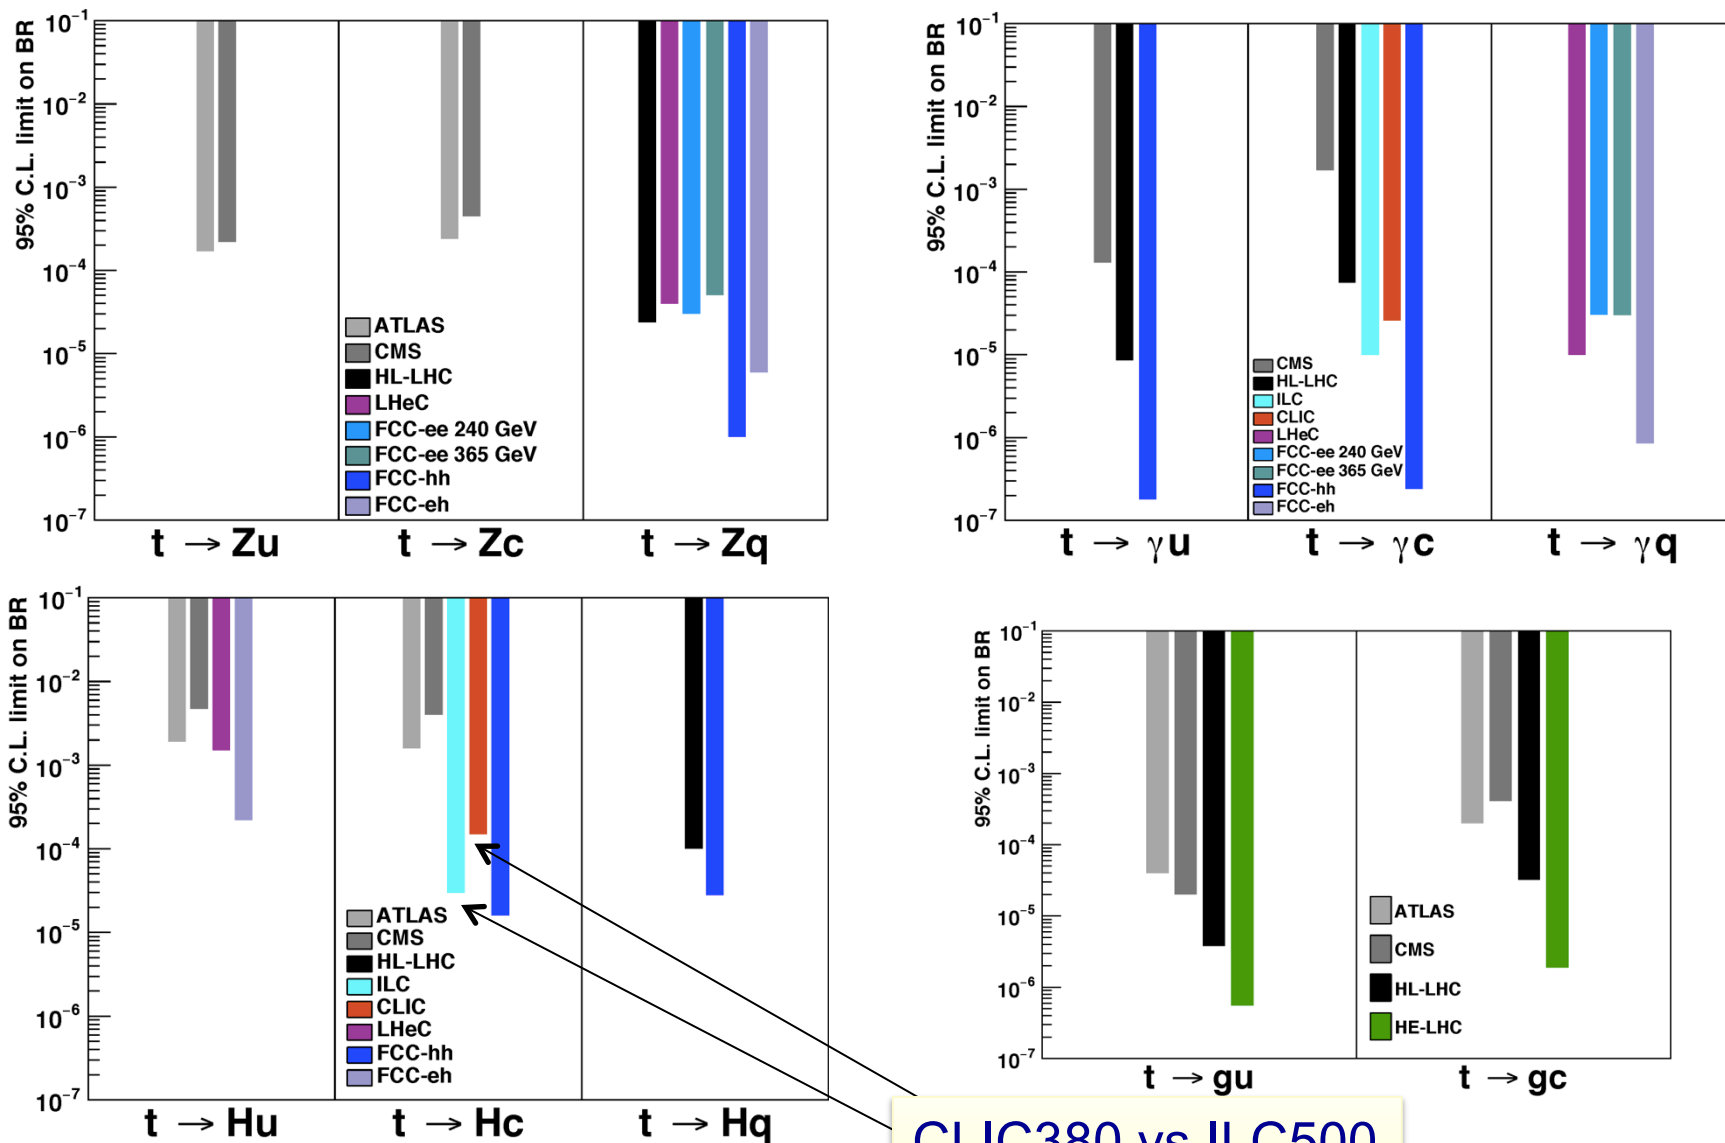 95% C.L. limit on BR
10⁻¹
10⁻²
10⁻³
10⁻⁴
10⁻⁵
10⁻⁶
10⁻⁷
ATLAS
CMS
HL-LHC
LHeC
FCC-ee 240 GeV
FCC-ee 365 GeV
FCC-hh
FCC-eh
t → Zu
t → Zc
t → Zq
95% C.L. limit on BR
10⁻¹
10⁻²
10⁻³
10⁻⁴
10⁻⁵
10⁻⁶
10⁻⁷
CMS
HL-LHC
ILC
CLIC
LHeC
FCC-ee 240 GeV
FCC-ee 365 GeV
FCC-hh
FCC-eh
t → γu
t → γc
t → γq
95% C.L. limit on BR
10⁻¹
10⁻²
10⁻³
10⁻⁴
10⁻⁵
10⁻⁶
10⁻⁷
ATLAS
CMS
HL-LHC
ILC
CLIC
LHeC
FCC-hh
FCC-eh
t → Hu
t → Hc
t → Hq
95% C.L. limit on BR
10⁻¹
10⁻²
10⁻³
10⁻⁴
10⁻⁵
10⁻⁶
10⁻⁷
ATLAS
CMS
HL-LHC
HE-LHC
t → gu
t → gc
CLIC380 vs ILC500